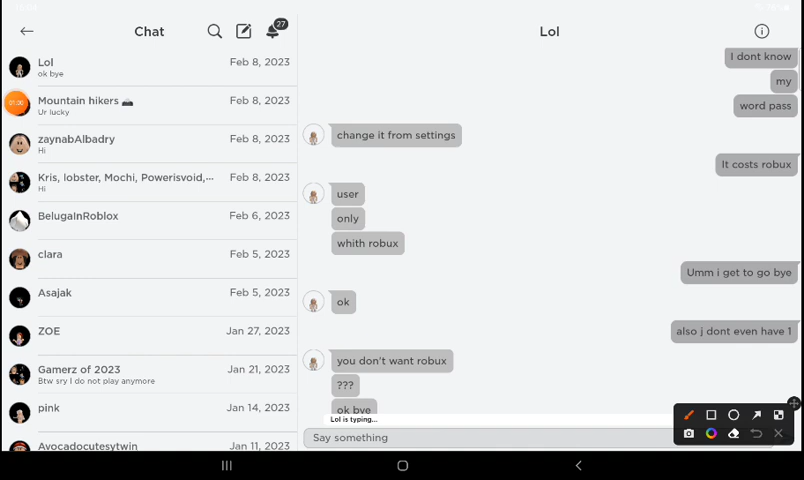 Chat
27
Lol
Lol
Feb 8, 2023
ok bye
01:00
Mountain hikers
Feb 8, 2023
Ur lucky
zaynabAlbadry
Feb 8, 2023
Hi
Kris, lobster, Mochi, Powerisvoid,...
Feb 8, 2023
Hi
BelugaInRoblox
Feb 6, 2023
clara
Feb 5, 2023
Asajak
Feb 5, 2023
ZOE
Jan 27, 2023
Gamerz of 2023
Jan 21, 2023
Btw sry I do not play anymore
pink
Jan 14, 2023
Avocadocutesytwin
Jan 11, 2023
I dont know
my
word pass
change it from settings
It costs robux
user
only
whith robux
Umm i get to go bye
ok
also j dont even have 1
you don't want robux
???
ok bye
Lol is typing...
Say something